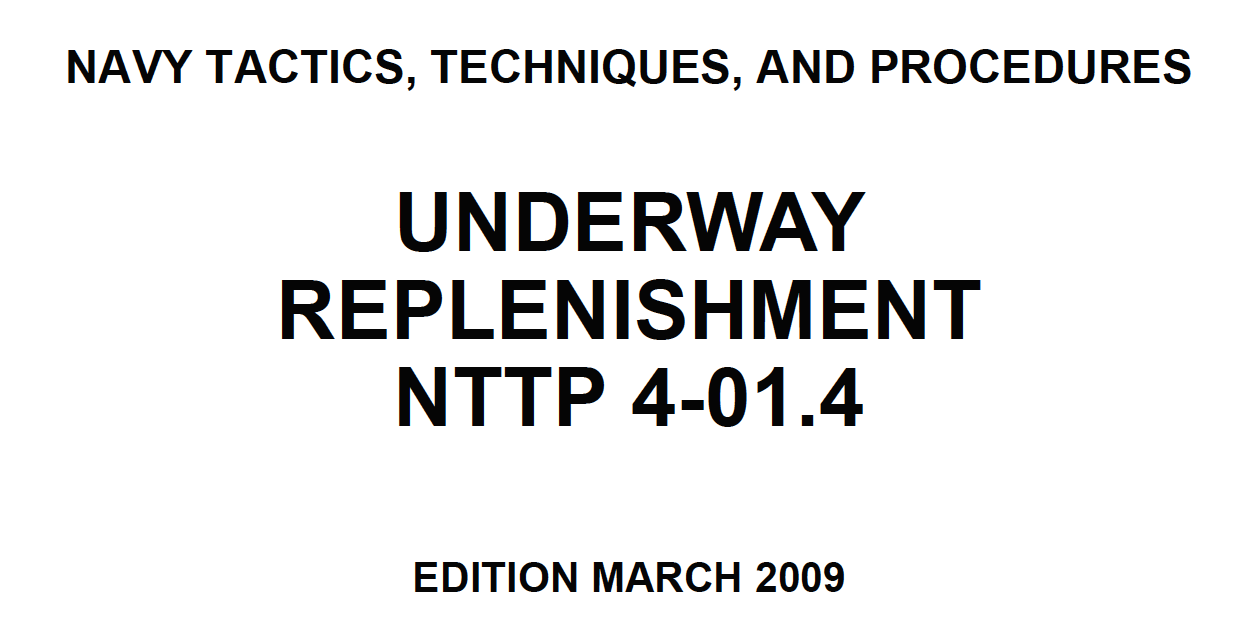 NAVY TACTICS, TECHNIQUES, AND PROCEDURES
UNDERWAY
REPLENISHMENT
NTTP 4-01.4
EDITION MARCH 2009